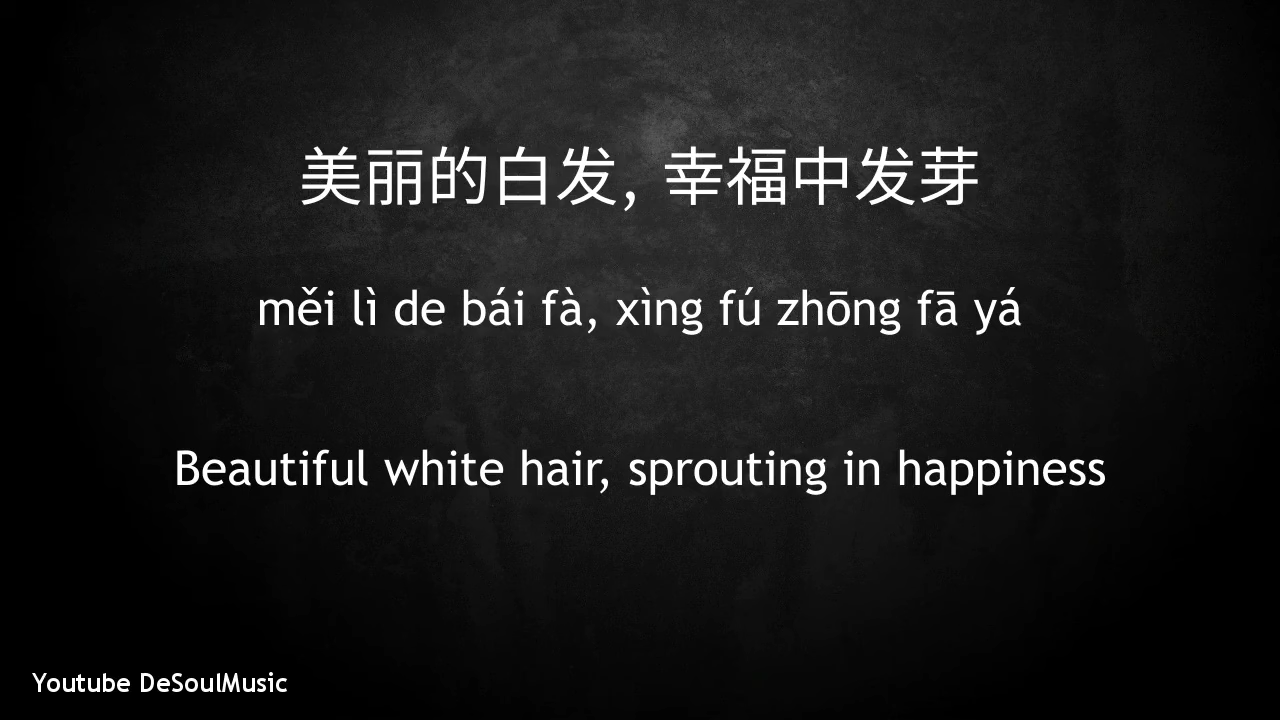 美丽的白发, 幸福中发芽
měi lì de bái fà, xìng fú zhōng fā yá
Beautiful white hair, sprouting in happiness
Youtube DeSoulMusic